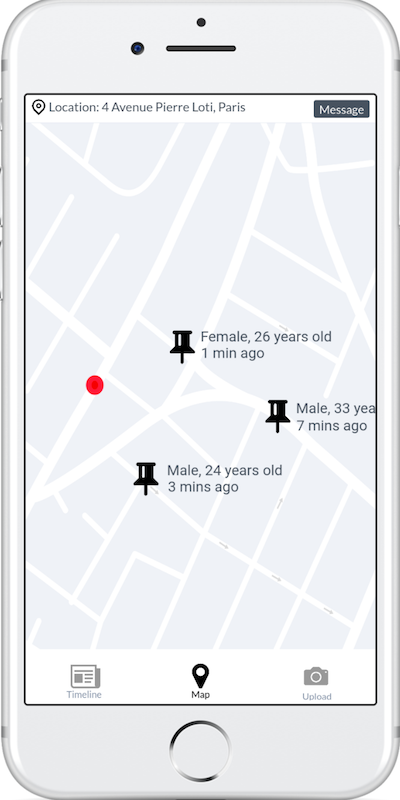 Location: 4 Avenue Pierre Loti, Paris
Message
Female, 26 years old
1 min ago
Male, 33 yea
7 mins ago
Male, 24 years old
3 mins ago
Timeline
Map
Upload